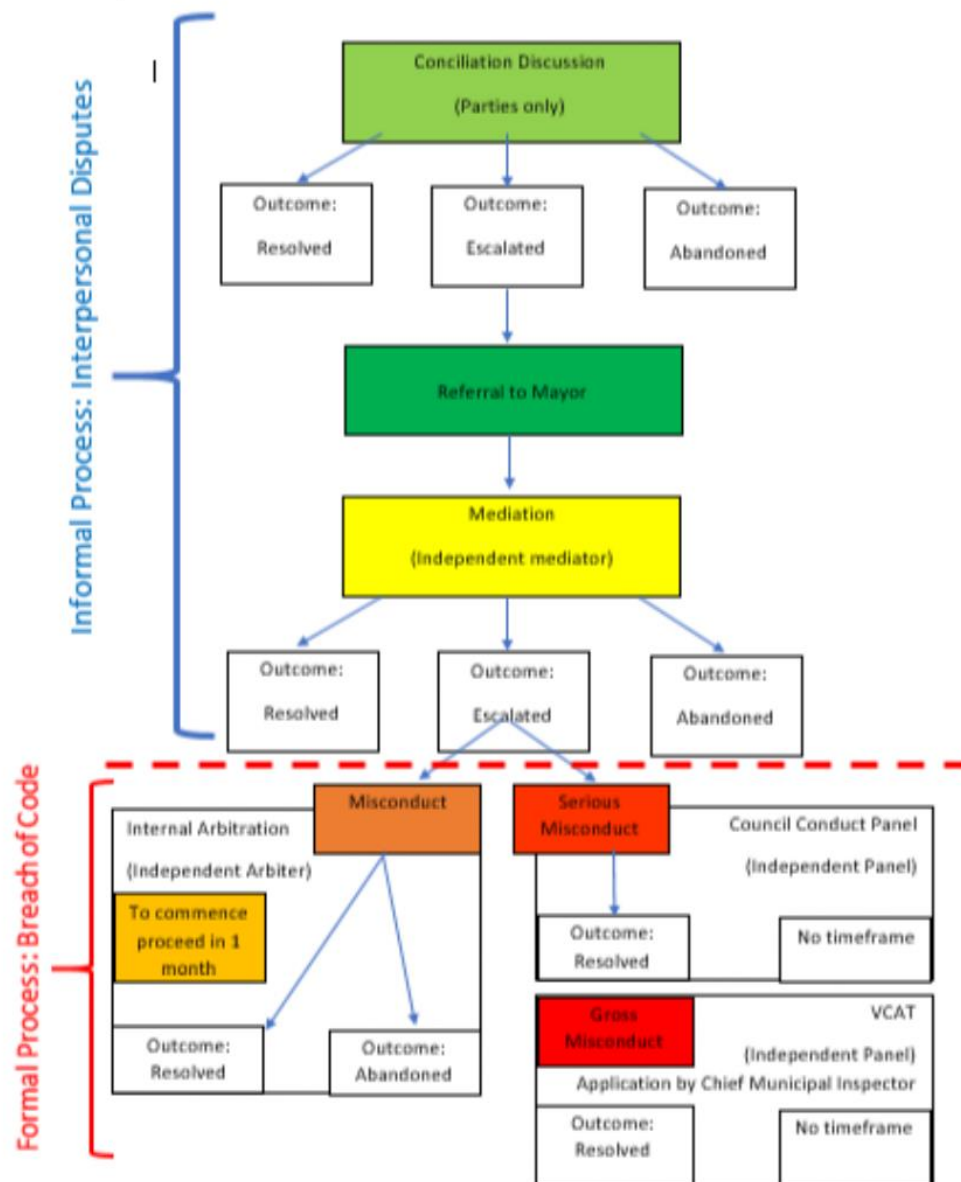 Informal Process: Interpersonal Disputes
Conciliation Discussion
(Parties only)
Outcome:
Resolved
Outcome:
Escalated
Outcome:
Abandoned
Referral to Mayor
Mediation
(Independent mediator)
Outcome:
Resolved
Outcome:
Escalated
Outcome:
Abandoned
Formal Process: Breach of Code
Misconduct
Internal Arbitration
(Independent Arbiter)
To commence
proceed in 1
month
Outcome:
Resolved
Outcome:
Abandoned
Serious
Misconduct
Council Conduct Panel
(Independent Panel)
Outcome:
Resolved
No timeframe
Gross
Misconduct
VCAT
(Independent Panel)
Application by Chief Municipal Inspector
Outcome:
Resolved
No timeframe